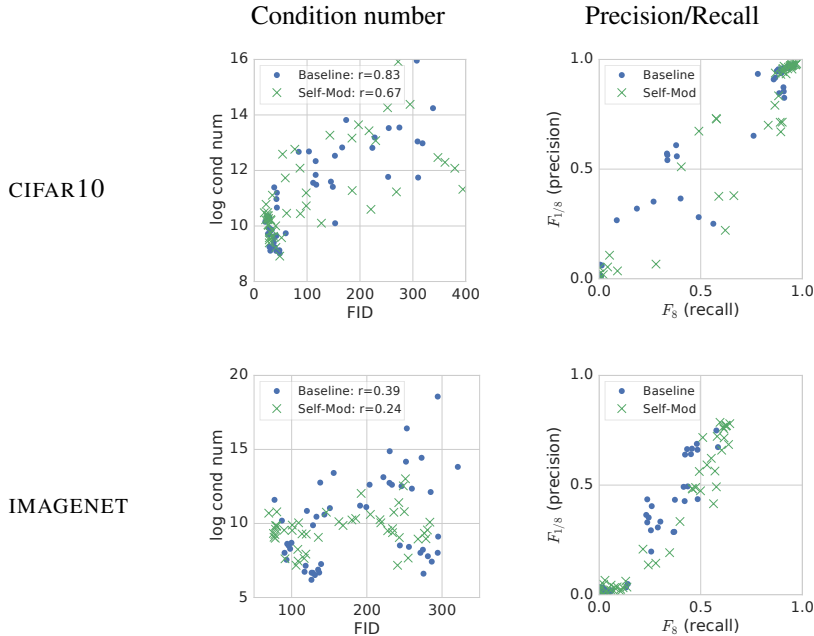 Condition number
Precision/Recall
CIFAR10
log cond num
16
14
12
10
8
Baseline: r=0.83
Self-Mod: r=0.67
0
100
200
300
400
FID
F1/8 (precision)
1.0
0.5
0.0
Baseline
Self-Mod
0.0
0.5
1.0
F8 (recall)
IMAGENET
log cond num
20
15
10
5
Baseline: r=0.39
Self-Mod: r=0.24
100
200
300
FID
F1/8 (precision)
1.0
0.5
0.0
Baseline
Self-Mod
0.0
0.5
1.0
F8 (recall)